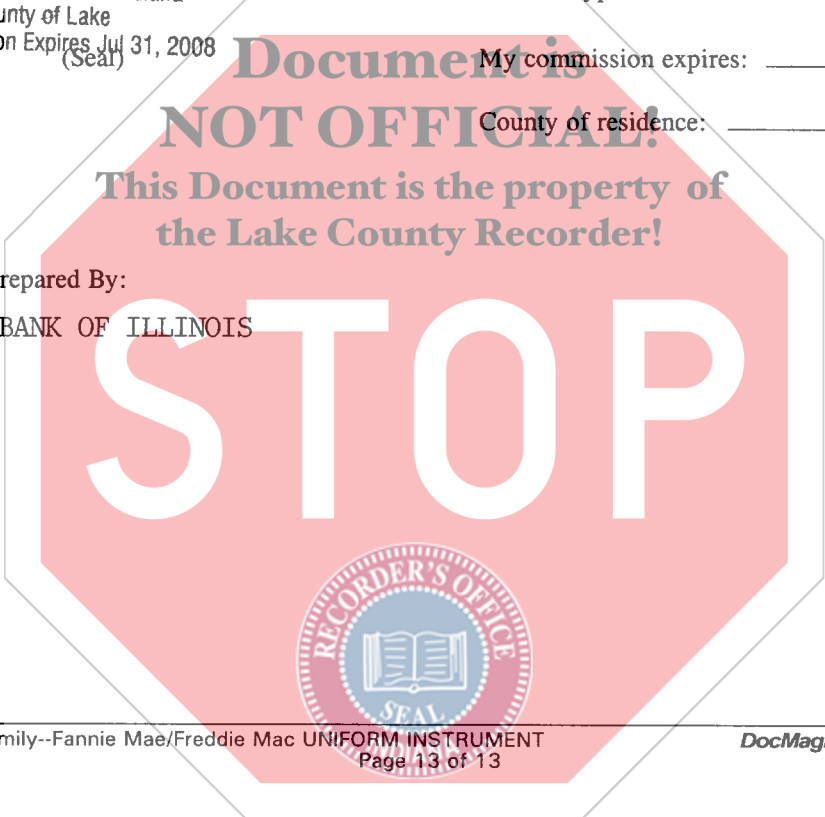 unty of Lake
on Expires Jul 31, 2008
(Seal)
Document is
My commission expires:
NOT OFFICIAL!
County of residence:
This Document is the property of
the Lake County Recorder!
repared By:
BANK OF ILLINOIS
STOP
RECORDER'S OFFICE
SEAL
mily--Fannie Mae/Freddie Mac UNIFORM INSTRUMENT
DocMag
Page 13 of 13